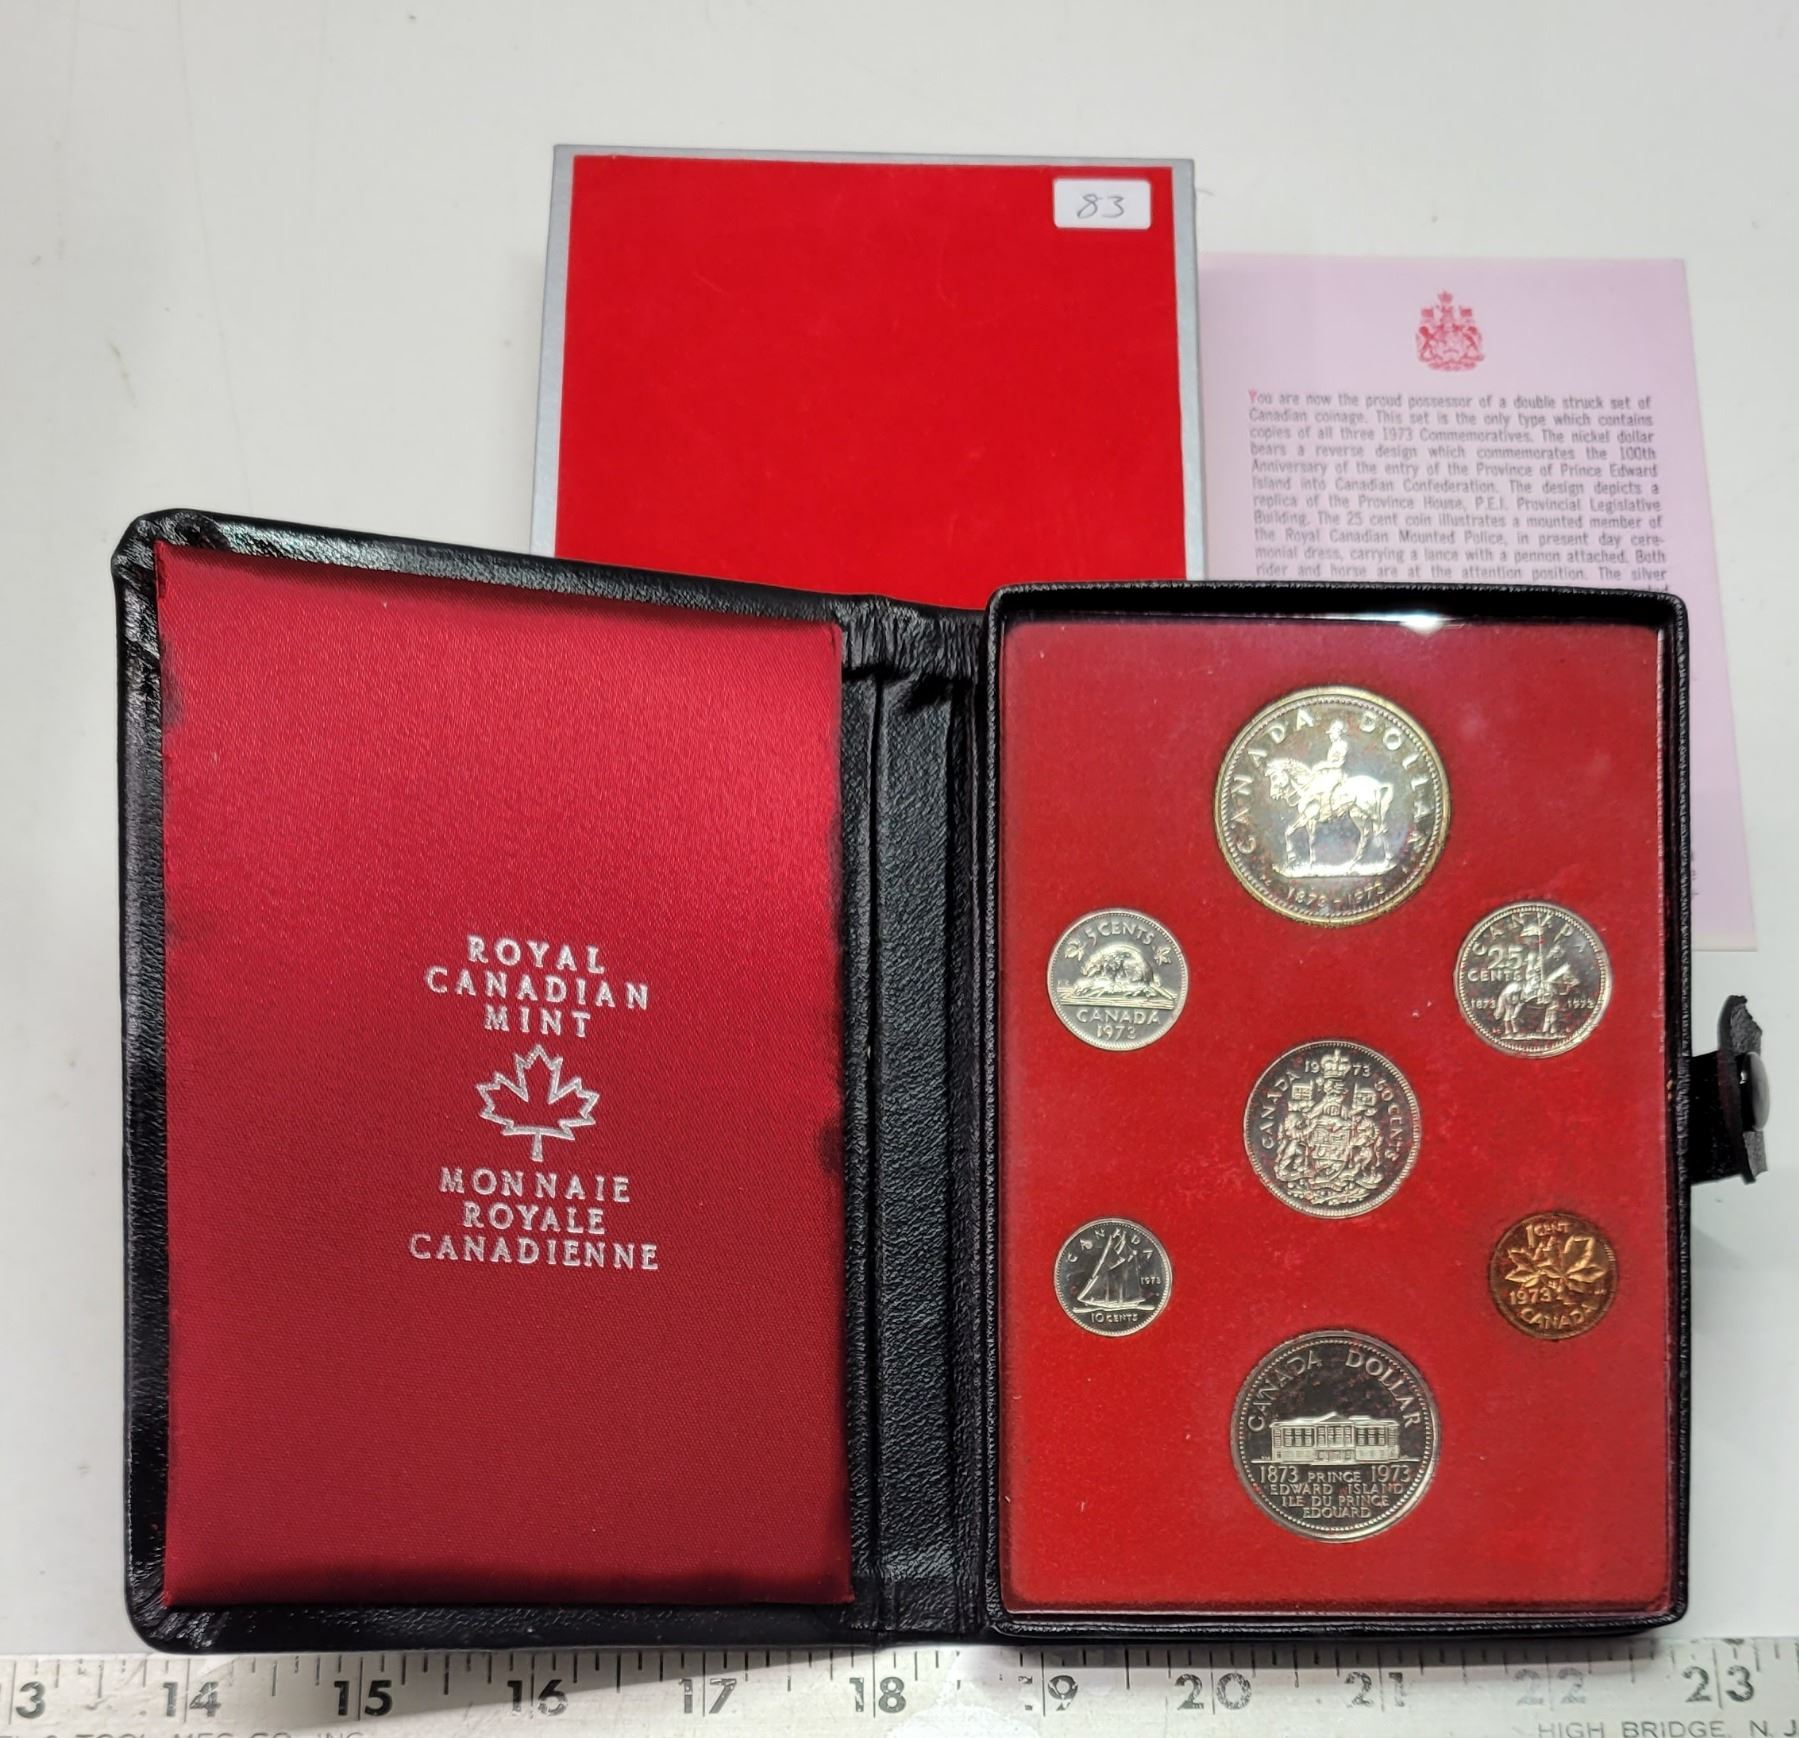 83
You are now the proud possessor of a double struck set of
Canadian coinage. This set is the only type which contains
copies of all three 1973 Commemoratives. The nickel dollar
bears a reverse design which commemorates the 100th
Anniversary of the entry of the Province of Prince Edward
Island into Canadian Confederation. The design depicts a
replica of the Province House, P.E.I. Provincial Legislative
Building. The 25 cent coin illustrates a mounted member of
the Royal Canadian Mounted Police, in present day cere-
monial dress, carrying a lance with a pennon attached. Both
rider and horse are at the attention position. The silver
ROYAL
CANADIAN
MINT
MONNAIE
ROYALE
CANADIENNE
CANADA DOLLAR
1873-1973
5 CENTS
CANADA
1973
CANADA
25
CENTS
1873 1973
1973
CANADA 50 CENTS
CANADA
1973
10 CENTS
1 CENT
1973
CANADA
CANADA DOLLAR
1873 PRINCE 1973
EDWARD ISLAND
ILE DU PRINCE
EDOUARD
3 14 15 16 17 18 19 20 21 22 23
HIGH BRIDGE, N. J.